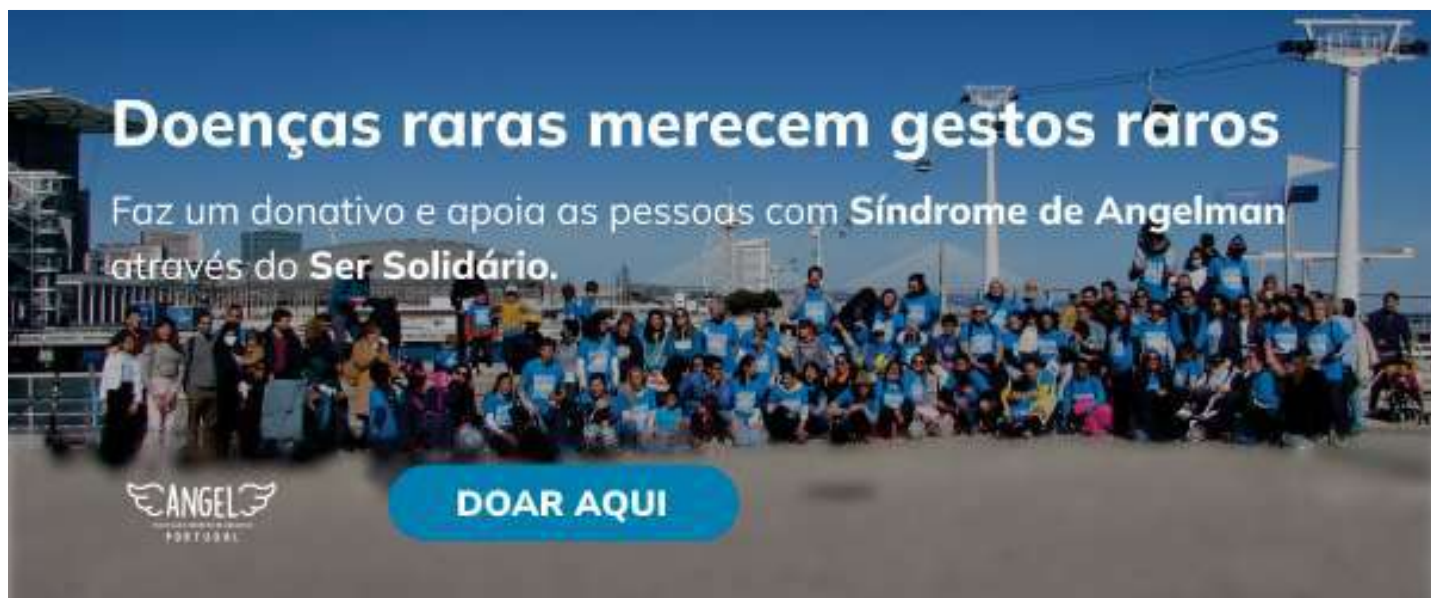 Doenças raras merecem gestos raros
Faz um donativo e apoia as pessoas com Síndrome de Angelman
através do Ser Solidário.
ANGEL
PORTUGAL
DOAR AQUI